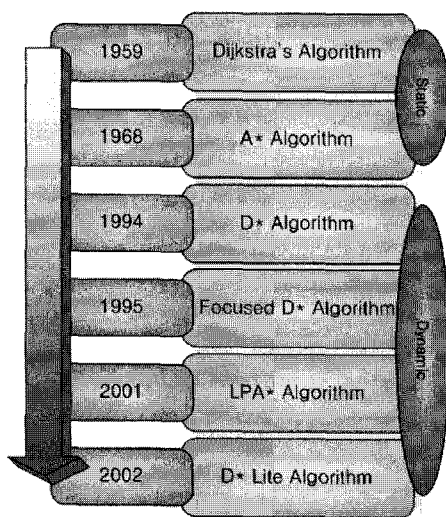 1959 Dijkstra's Algorithm
Static
1968 A* Algorithm
1994 D* Algorithm
1995 Focused D* Algorithm
Dynamic
2001 LPA* Algorithm
2002 D* Lite Algorithm